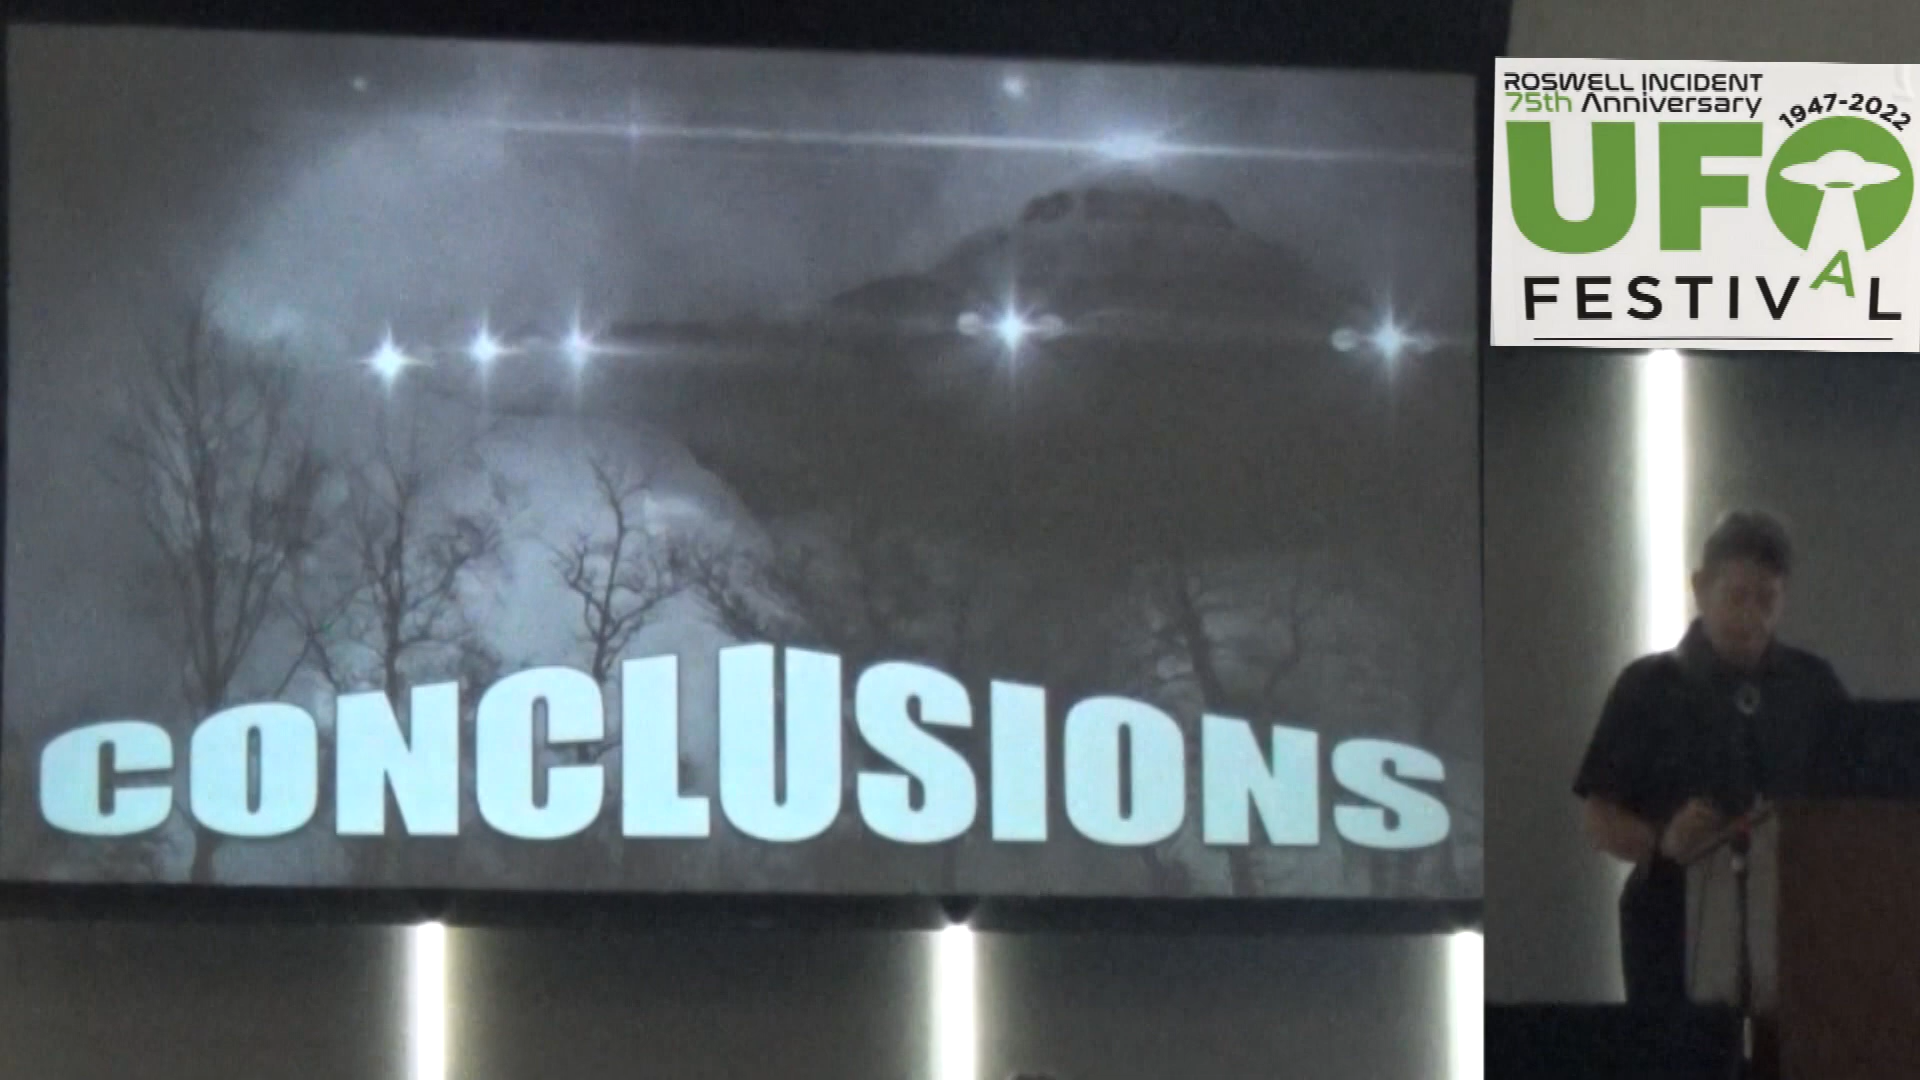 CONCLUSIONS
ROSWELL INCIDENT
75th Anniversary
1947-2022
UFO
FESTIVAL